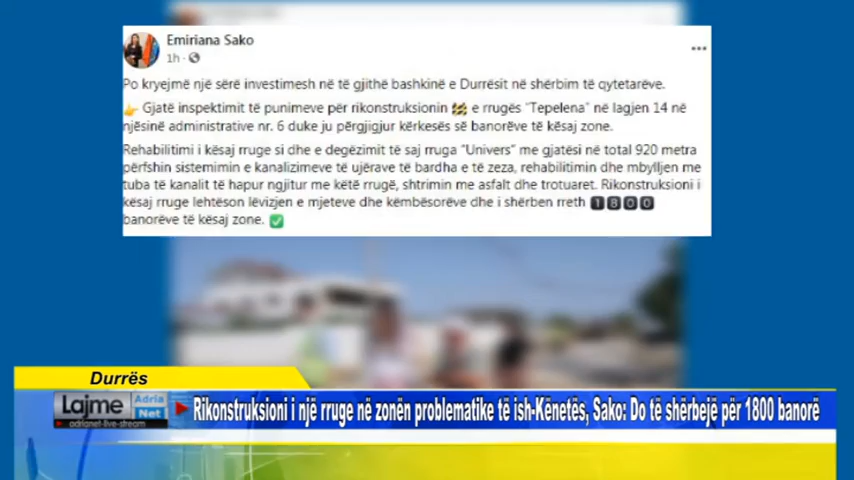 Emiriana Sako
1h ·
Po kryejmë një sërë investimesh në të gjithë bashkinë e Durrësit në shërbim të qytetarëve.
👉 Gjatë inspektimit të punimeve për rikonstruksionin 🚧 e rrugës "Tepelena" në lagjen 14 në
njësinë administrative nr. 6 duke ju përgjigjur kërkesës së banorëve të kësaj zone.
Rehabilitimi i kësaj rruge si dhe e degëzimit të saj rruga "Univers" me gjatësi në total 920 metra
përfshin sistemimin e kanalizimeve të ujërave të bardha e të zeza, rehabilitimin dhe mbylljen me
tuba të kanalit të hapur ngjitur me këtë rrugë, shtrimin me asfalt dhe trotuaret. Rikonstruksioni i
kësaj rruge lehtëson lëvizjen e mjeteve dhe këmbësorëve dhe i shërben rreth 1️⃣8️⃣0️⃣0️⃣
banorëve të kësaj zone. ✅
Durrës
Lajme Adria Net
adrianet-live-stream
Rikonstruksioni i një rruge në zonën problematike të ish-Kënetës, Sako: Do të shërbejë për 1800 banorë